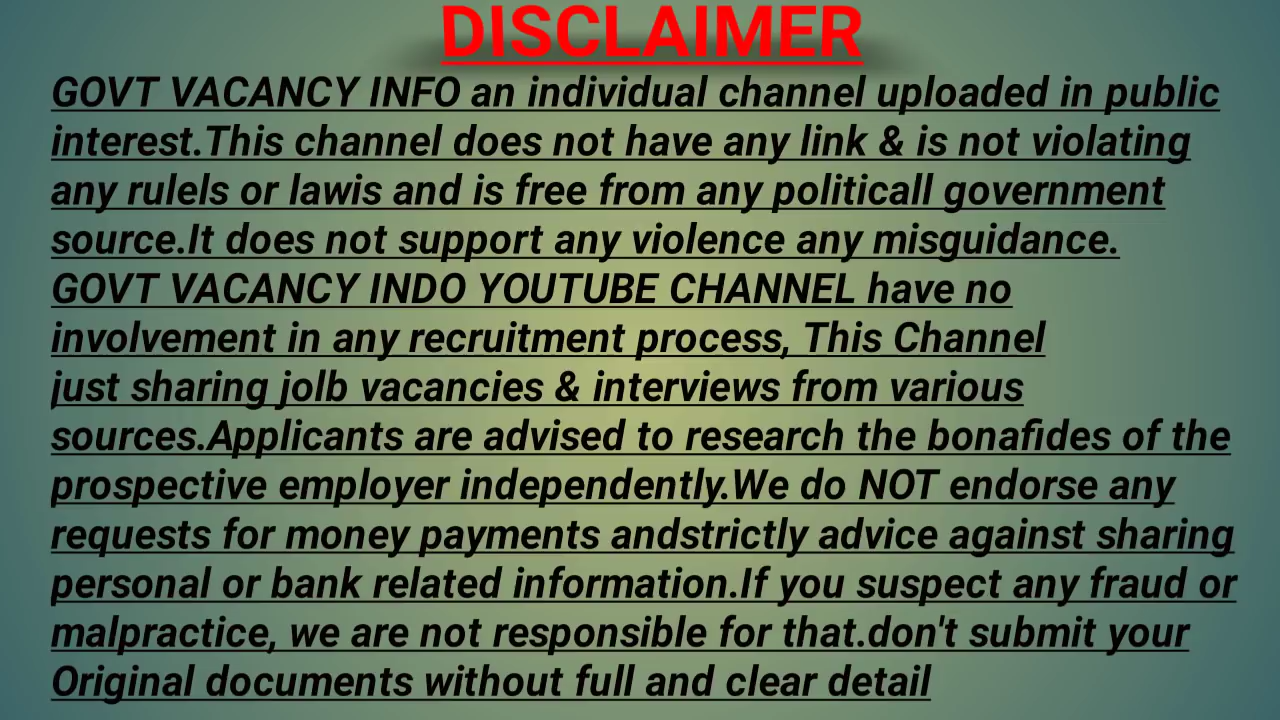 DISCLAIMER
GOVT VACANCY INFO an individual channel uploaded in public
interest.This channel does not have any link & is not violating
any rulels or lawis and is free from any politicall government
source.It does not support any violence any misguidance.
GOVT VACANCY INDO YOUTUBE CHANNEL have no
involvement in any recruitment process, This Channel
just sharing jolb vacancies & interviews from various
sources.Applicants are advised to research the bonafides of the
prospective employer independently.We do NOT endorse any
requests for money payments andstrictly advice against sharing
personal or bank related information.If you suspect any fraud or
malpractice, we are not responsible for that.don't submit your
Original documents without full and clear detail